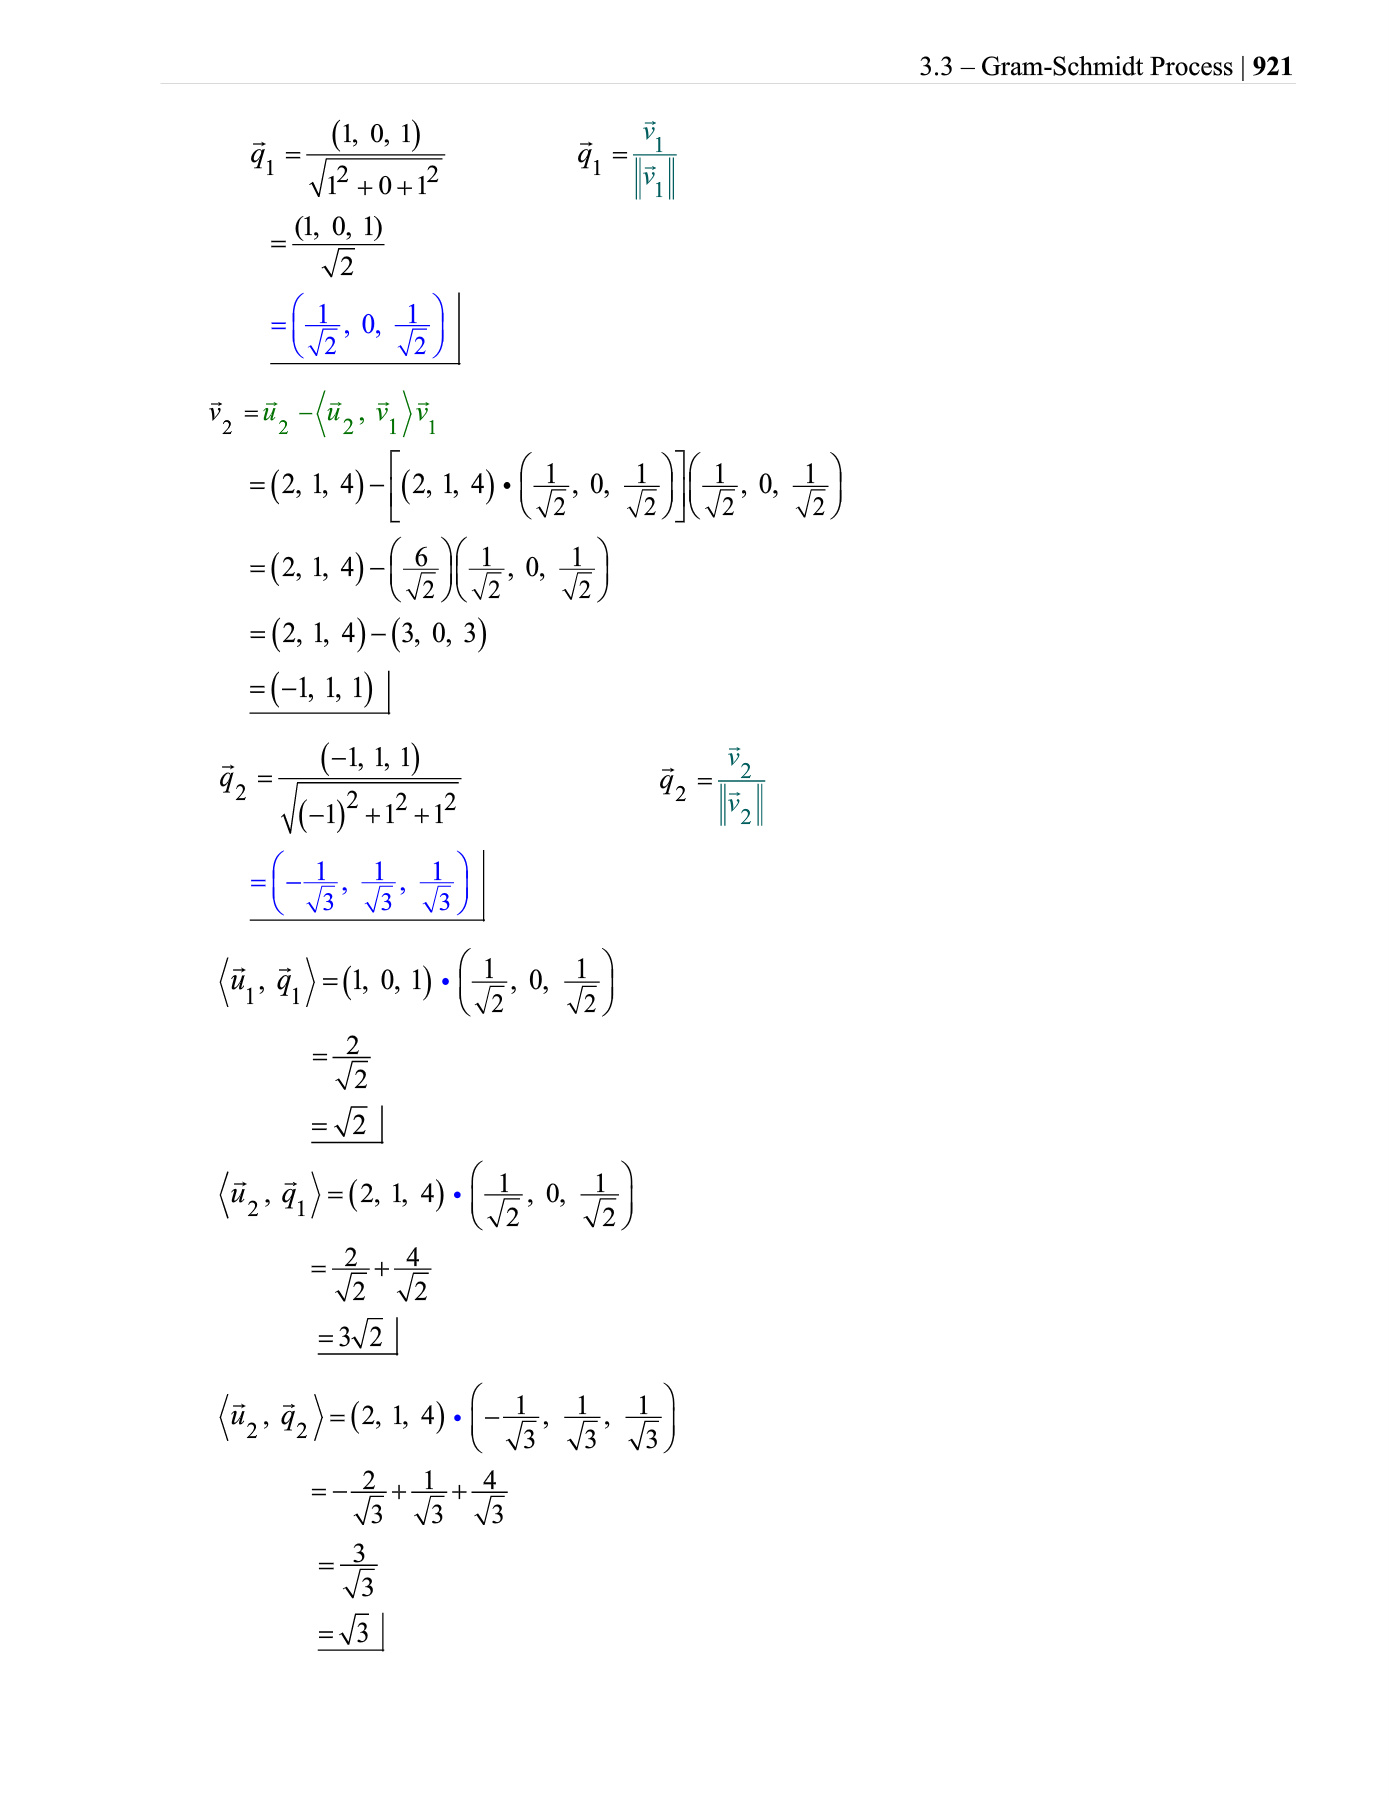 3.3 – Gram-Schmidt Process | 921
$\vec{q}_1 = \frac{(1, 0, 1)}{\sqrt{1^2 + 0 + 1^2}}$ $\vec{q}_1 = \frac{\vec{v}_1}{\|\vec{v}_1\|}$
$= \frac{(1, 0, 1)}{\sqrt{2}}$
$= \left(\frac{1}{\sqrt{2}}, 0, \frac{1}{\sqrt{2}}\right)$
$\vec{v}_2 = \vec{u}_2 - \langle \vec{u}_2, \vec{v}_1 \rangle \vec{v}_1$
$= (2, 1, 4) - \left[(2, 1, 4) \bullet \left(\frac{1}{\sqrt{2}}, 0, \frac{1}{\sqrt{2}}\right)\right]\left(\frac{1}{\sqrt{2}}, 0, \frac{1}{\sqrt{2}}\right)$
$= (2, 1, 4) - \left(\frac{6}{\sqrt{2}}\right)\left(\frac{1}{\sqrt{2}}, 0, \frac{1}{\sqrt{2}}\right)$
$= (2, 1, 4) - (3, 0, 3)$
$= (-1, 1, 1)$
$\vec{q}_2 = \frac{(-1, 1, 1)}{\sqrt{(-1)^2 + 1^2 + 1^2}}$ $\vec{q}_2 = \frac{\vec{v}_2}{\|\vec{v}_2\|}$
$= \left(-\frac{1}{\sqrt{3}}, \frac{1}{\sqrt{3}}, \frac{1}{\sqrt{3}}\right)$
$\langle \vec{u}_1, \vec{q}_1 \rangle = (1, 0, 1) \bullet \left(\frac{1}{\sqrt{2}}, 0, \frac{1}{\sqrt{2}}\right)$
$= \frac{2}{\sqrt{2}}$
$= \sqrt{2}$
$\langle \vec{u}_2, \vec{q}_1 \rangle = (2, 1, 4) \bullet \left(\frac{1}{\sqrt{2}}, 0, \frac{1}{\sqrt{2}}\right)$
$= \frac{2}{\sqrt{2}} + \frac{4}{\sqrt{2}}$
$= 3\sqrt{2}$
$\langle \vec{u}_2, \vec{q}_2 \rangle = (2, 1, 4) \bullet \left(-\frac{1}{\sqrt{3}}, \frac{1}{\sqrt{3}}, \frac{1}{\sqrt{3}}\right)$
$= -\frac{2}{\sqrt{3}} + \frac{1}{\sqrt{3}} + \frac{4}{\sqrt{3}}$
$= \frac{3}{\sqrt{3}}$
$= \sqrt{3}$